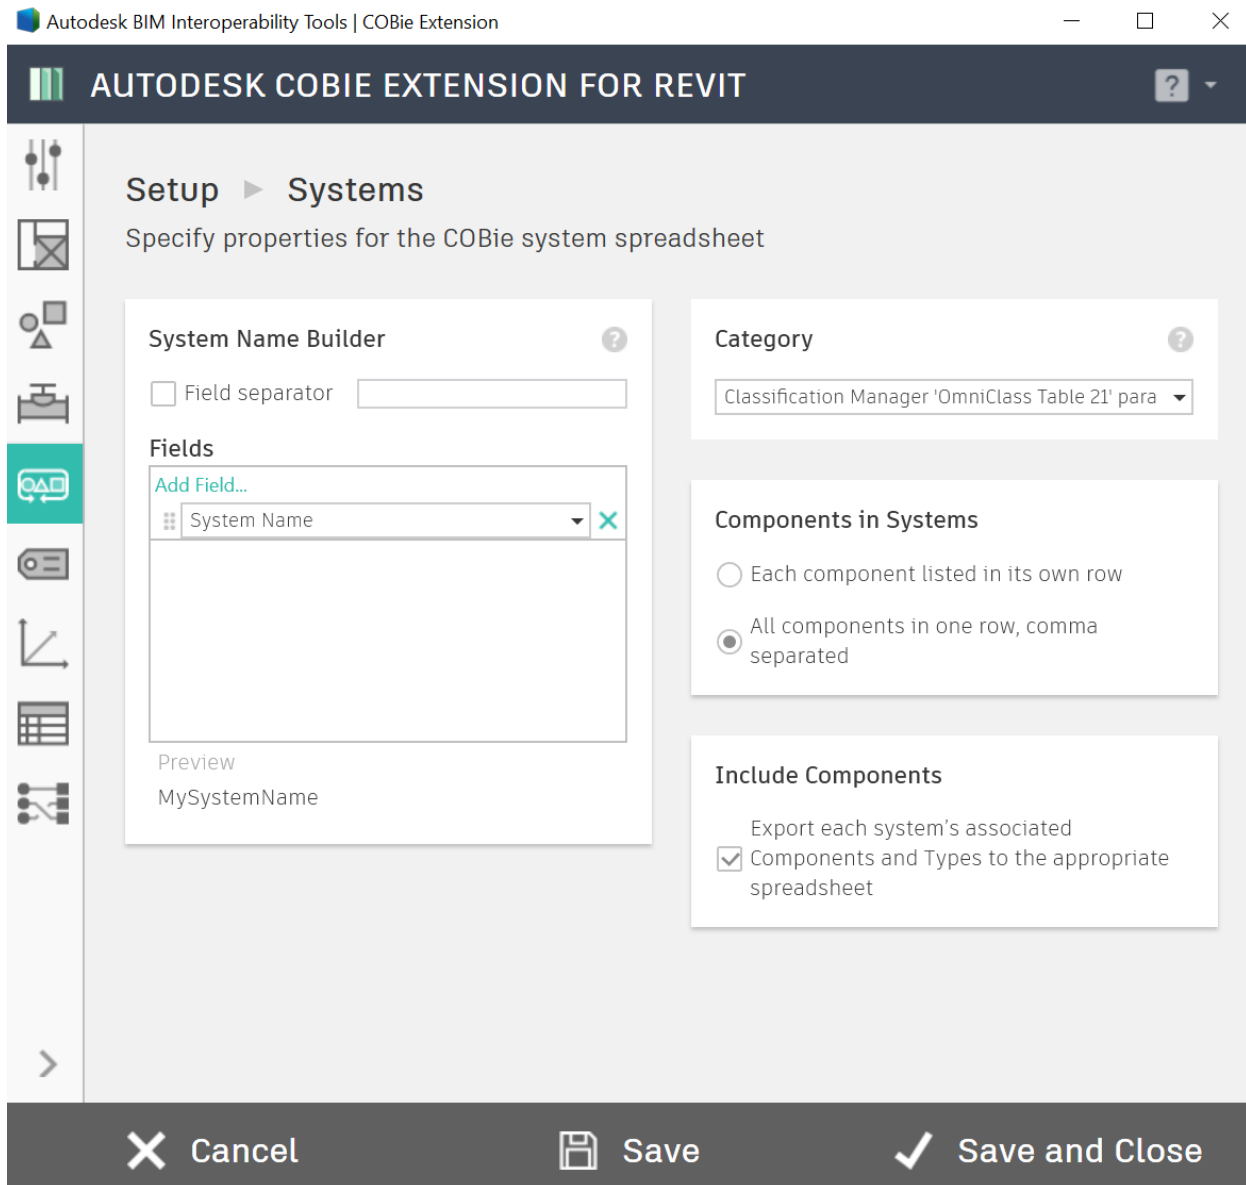 Autodesk BIM Interoperability Tools | COBie Extension
AUTODESK COBIE EXTENSION FOR REVIT
?
Setup
Systems
Specify properties for the COBie system spreadsheet
System Name Builder
?
Field separator
Fields
Add Field...
System Name
Preview
MySystemName
Category
?
Classification Manager 'OmniClass Table 21' para
Components in Systems
Each component listed in its own row
All components in one row, comma
separated
Include Components
Export each system's associated
Components and Types to the appropriate
spreadsheet
Cancel
Save
Save and Close